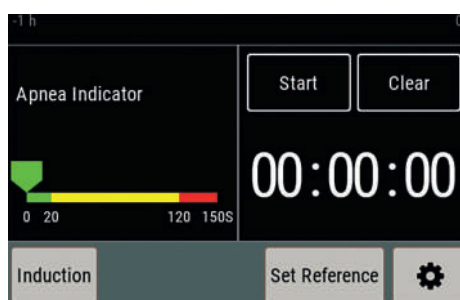 -1 h
Apnea Indicator
Start
Clear
00:00:00
0 20 120 150S
Induction
Set Reference